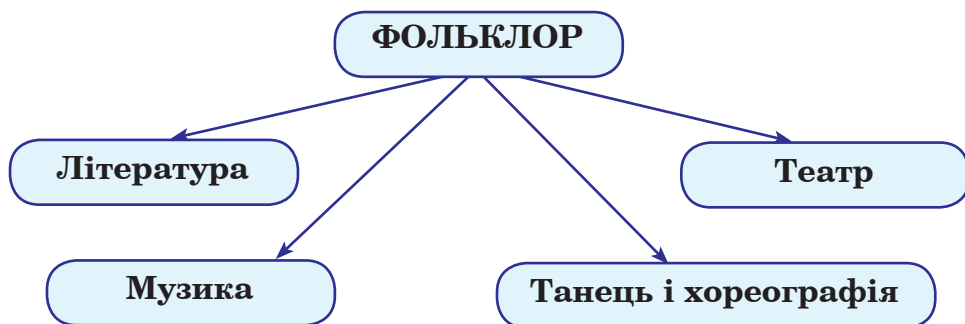 ФОЛЬКЛОР
Література
Театр
Музика
Танець і хореографія